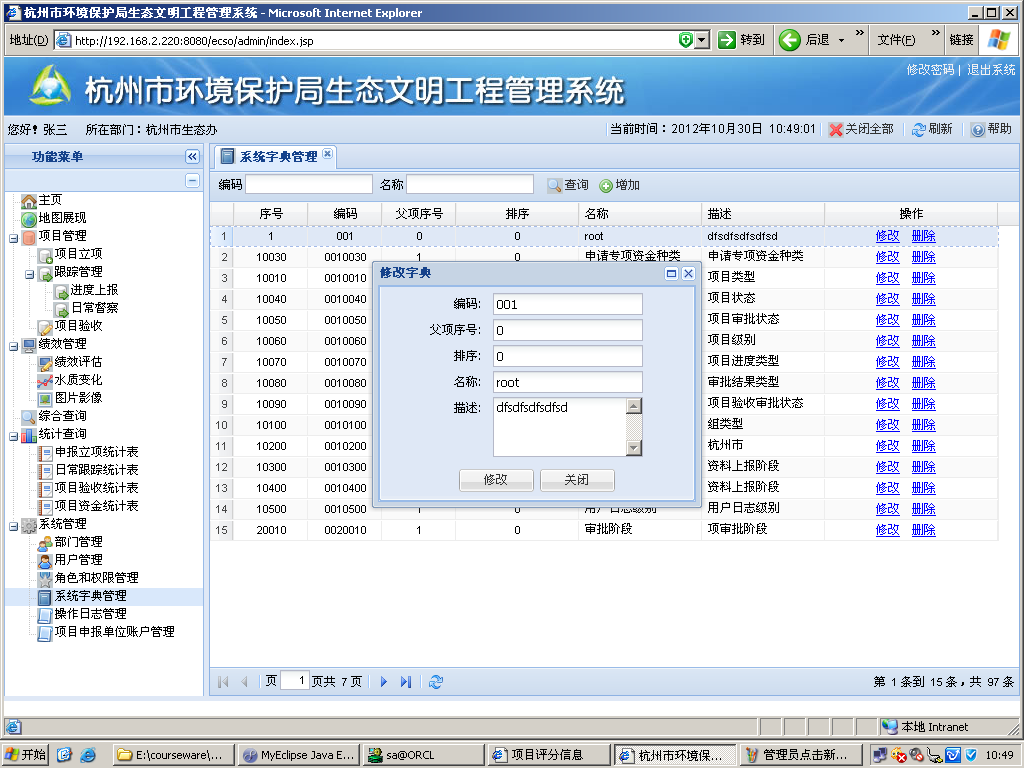 杭州市环境保护局生态文明工程管理系统 - Microsoft Internet Explorer
地址(D) http://192.168.2.220:8080/ecso/admin/index.jsp 转到 后退 » 文件(F) » 链接
杭州市环境保护局生态文明工程管理系统
修改密码 | 退出系统
您好! 张三 所在部门：杭州市生态办 当前时间：2012年10月30日 10:49:01 关闭全部 刷新 帮助
功能菜单
主页
地图展现
项目管理
项目立项
跟踪管理
进度上报
日常督察
项目验收
绩效管理
绩效评估
水质变化
图片影像
综合查询
统计查询
申报立项统计表
日常跟踪统计表
项目验收统计表
项目资金统计表
系统管理
部门管理
用户管理
角色和权限管理
系统字典管理
操作日志管理
项目申报单位账户管理
系统字典管理
编码 名称 查询 增加
序号 编码 父项序号 排序 名称 描述 操作
1 1 001 0 0 root dfsdfsdfsdfsd 修改 删除
2 10030 0010030 1 0 申请专项资金种类 申请专项资金种类 修改 删除
3 10010 0010010 项目类型 修改 删除
4 10040 0010040 项目状态 修改 删除
5 10050 0010050 项目审批状态 修改 删除
6 10060 0010060 项目级别 修改 删除
7 10070 0010070 项目进度类型 修改 删除
8 10080 0010080 审批结果类型 修改 删除
9 10090 0010090 项目验收审批状态 修改 删除
10 10100 0010100 组类型 修改 删除
11 10200 0010200 杭州市 修改 删除
12 10300 0010300 资料上报阶段 修改 删除
13 10400 0010400 资料上报阶段 修改 删除
14 10500 0010500 1 0 用户日志级别 用户日志级别 修改 删除
15 20010 0020010 1 0 审批阶段 项审批阶段 修改 删除
修改字典
编码: 001
父项序号: 0
排序: 0
名称: root
描述: dfsdfsdfsdfsd
修改 关闭
页 1 页共 7 页 第 1 条到 15 条，共 97 条
本地 Intranet
开始 E:\courseware\... MyEclipse Java E... sa@ORCL 项目评分信息 杭州市环境保... 管理员点击新... 10:49